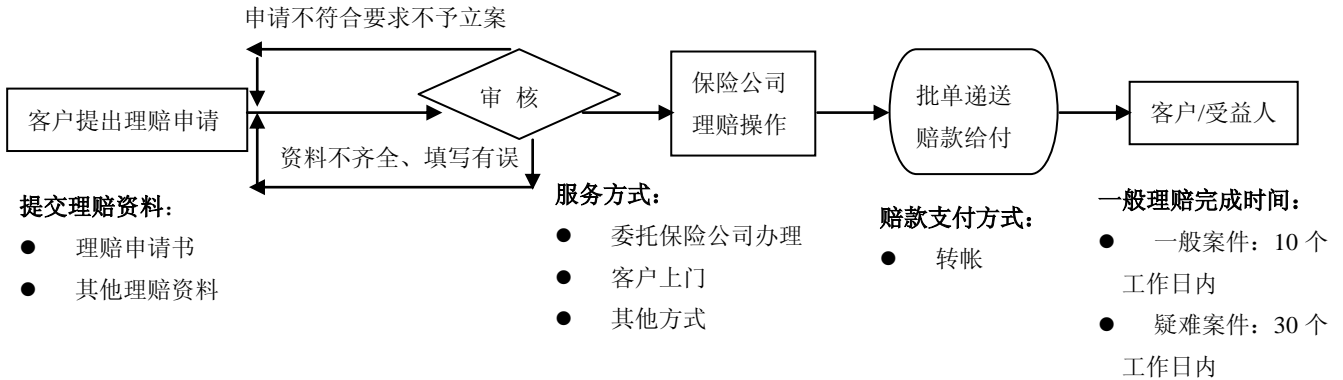 申请不符合要求不予立案
客户提出理赔申请
审 核
保险公司
理赔操作
批单递送
赔款给付
客户/受益人
资料不齐全、填写有误
提交理赔资料：
● 理赔申请书
● 其他理赔资料
服务方式：
● 委托保险公司办理
● 客户上门
● 其他方式
赔款支付方式：
● 转帐
一般理赔完成时间：
● 一般案件：10 个
工作日内
● 疑难案件：30 个
工作日内